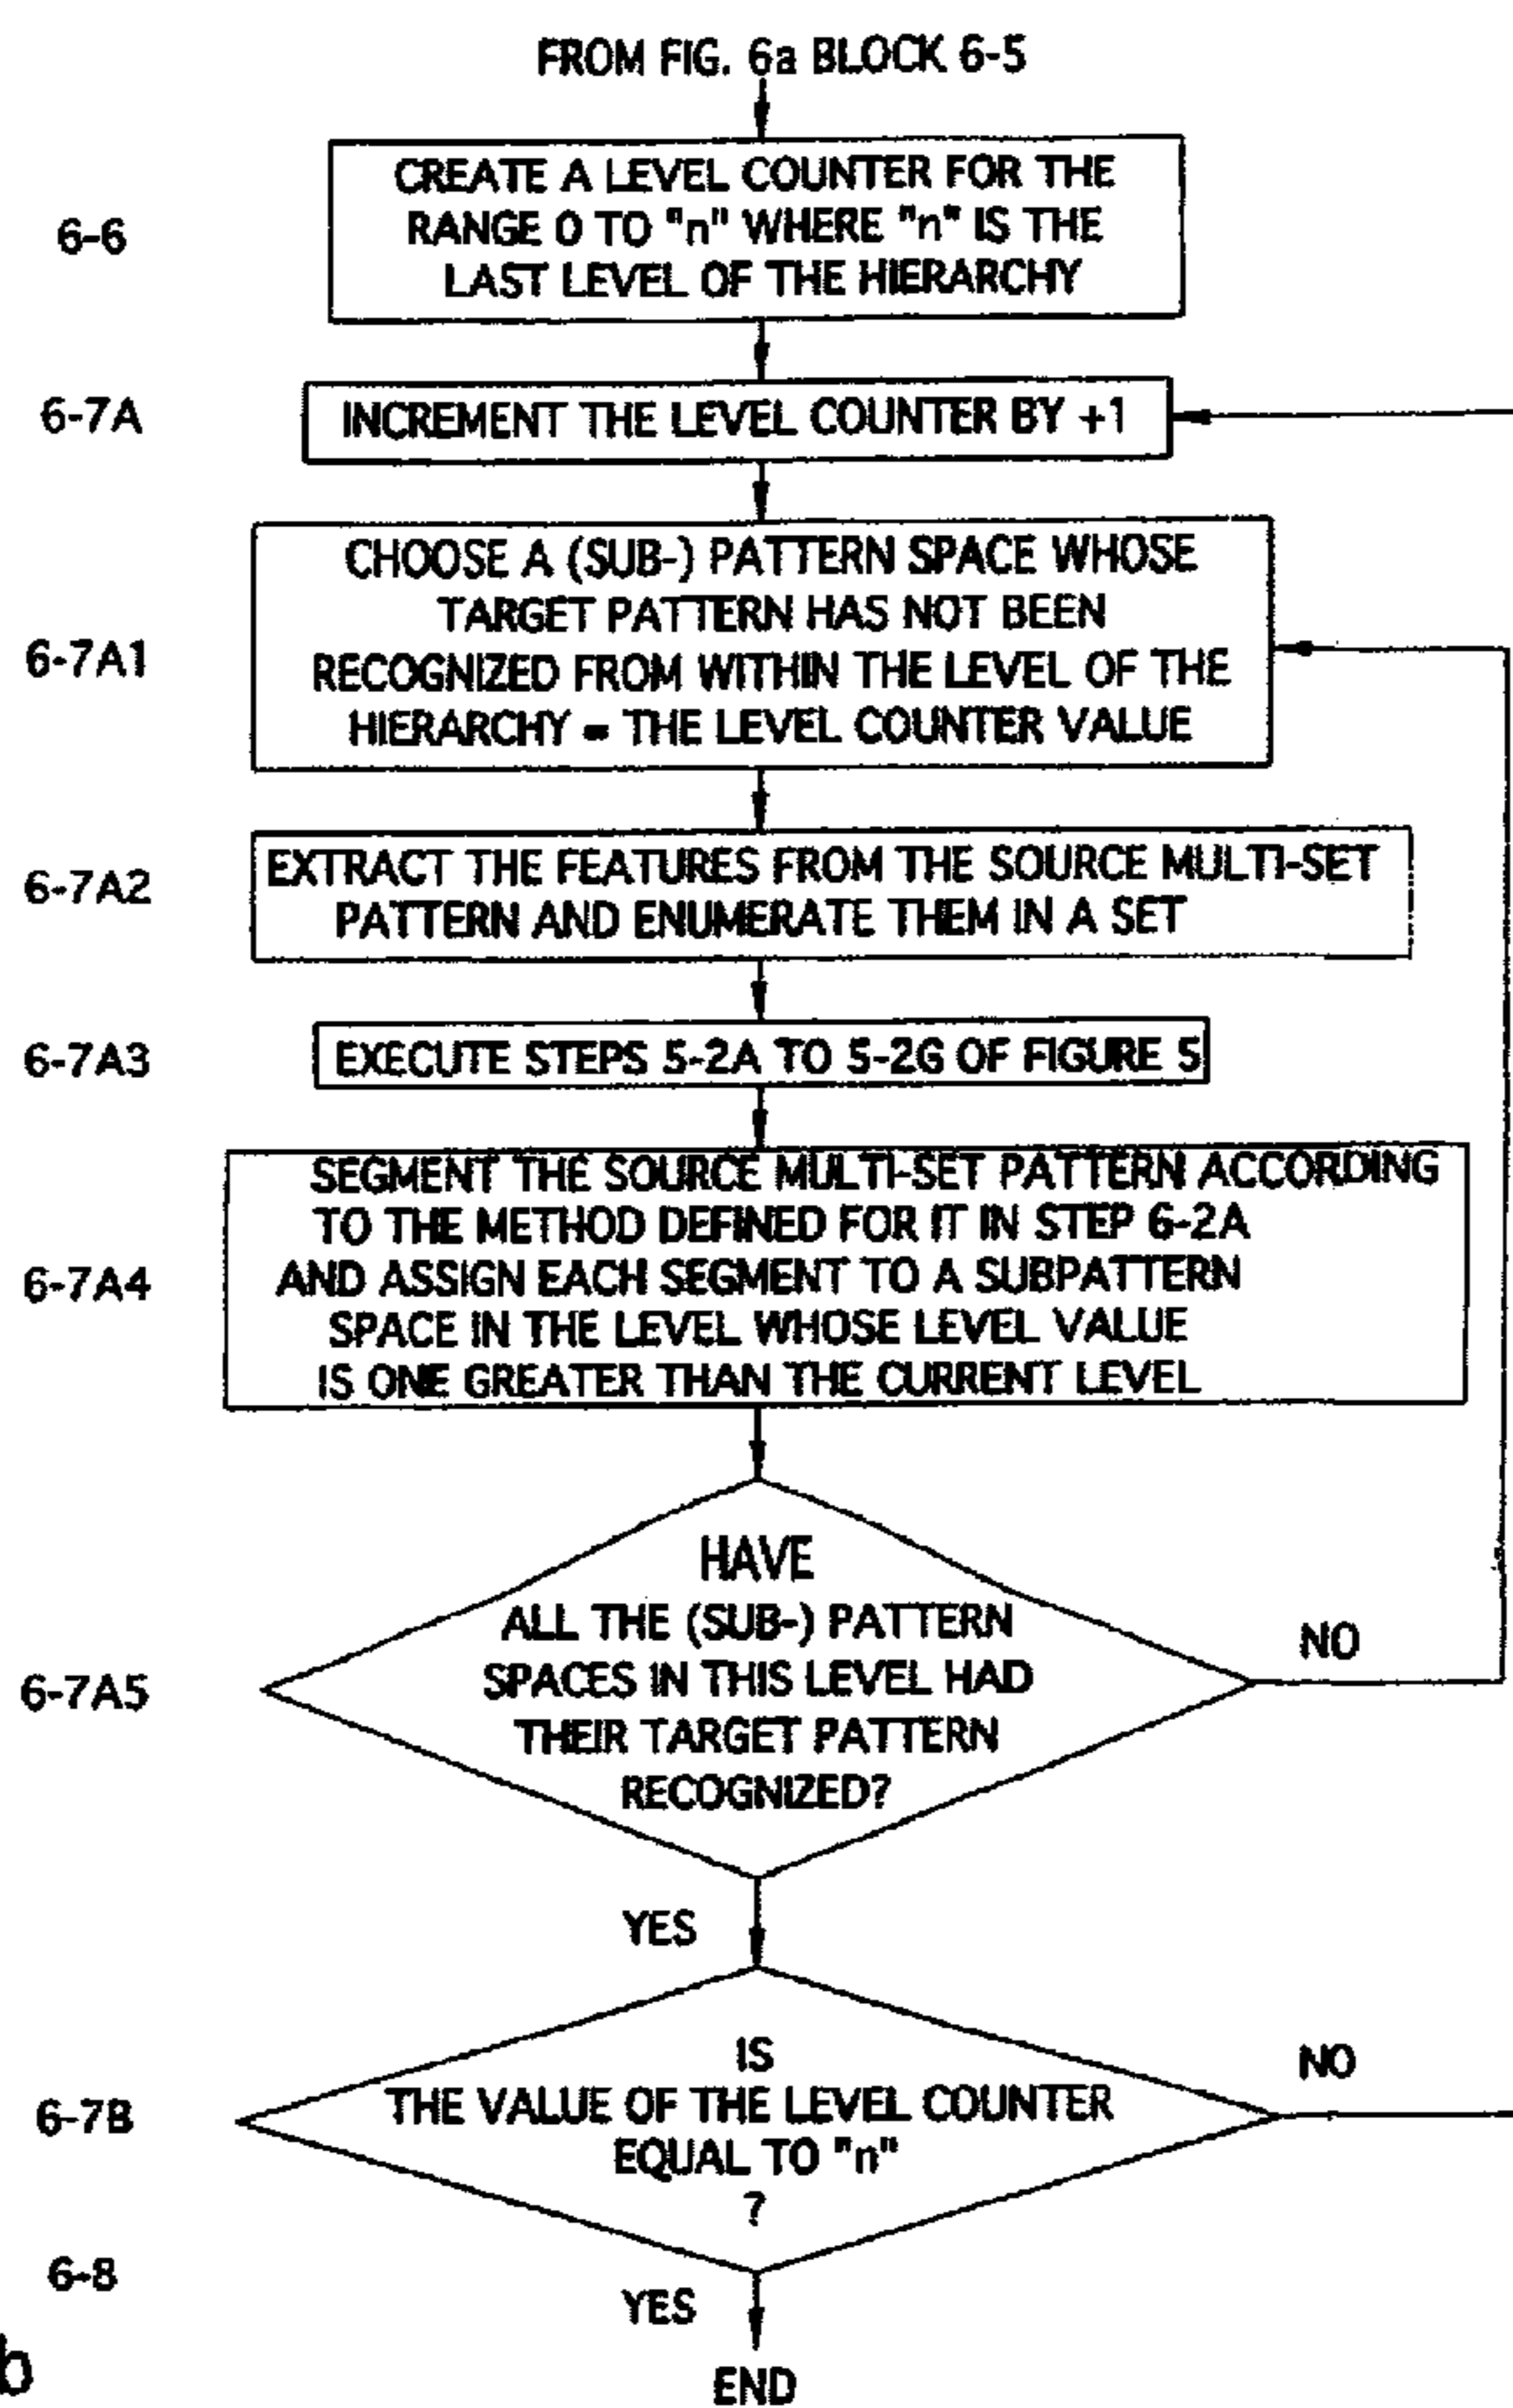 FROM FIG. 6a BLOCK 6-5
6-6
CREATE A LEVEL COUNTER FOR THE
RANGE 0 TO "n" WHERE "n" IS THE
LAST LEVEL OF THE HIERARCHY
6-7A
INCREMENT THE LEVEL COUNTER BY +1
6-7A1
CHOOSE A (SUB-) PATTERN SPACE WHOSE
TARGET PATTERN HAS NOT BEEN
RECOGNIZED FROM WITHIN THE LEVEL OF THE
HIERARCHY = THE LEVEL COUNTER VALUE
6-7A2
EXTRACT THE FEATURES FROM THE SOURCE MULTI-SET
PATTERN AND ENUMERATE THEM IN A SET
6-7A3
EXECUTE STEPS 5-2A TO 5-2G OF FIGURE 5
6-7A4
SEGMENT THE SOURCE MULTI-SET PATTERN ACCORDING
TO THE METHOD DEFINED FOR IT IN STEP 6-2A
AND ASSIGN EACH SEGMENT TO A SUBPATTERN
SPACE IN THE LEVEL WHOSE LEVEL VALUE
IS ONE GREATER THAN THE CURRENT LEVEL
6-7A5
HAVE
ALL THE (SUB-) PATTERN
SPACES IN THIS LEVEL HAD
THEIR TARGET PATTERN
RECOGNIZED?
NO
YES
6-7B
IS
THE VALUE OF THE LEVEL COUNTER
EQUAL TO "n"
?
NO
6-8
YES
END
b